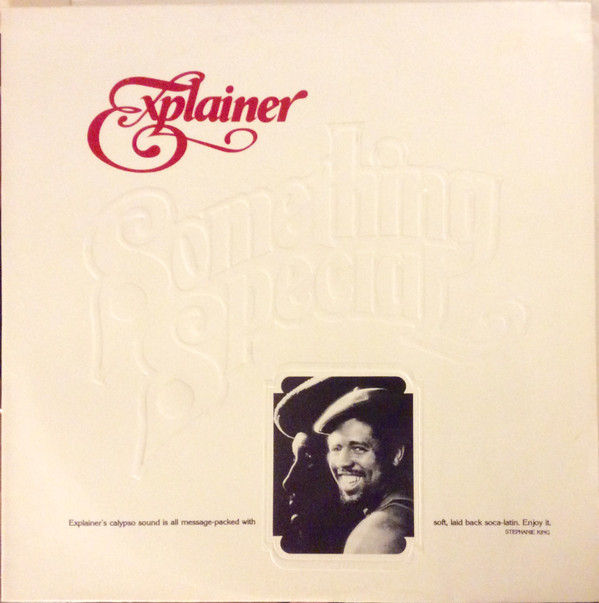 Explainer
Something
Special
Explainer's calypso sound is all message-packed with soft, laid back soca-latin. Enjoy it.
STEPHANIE KING